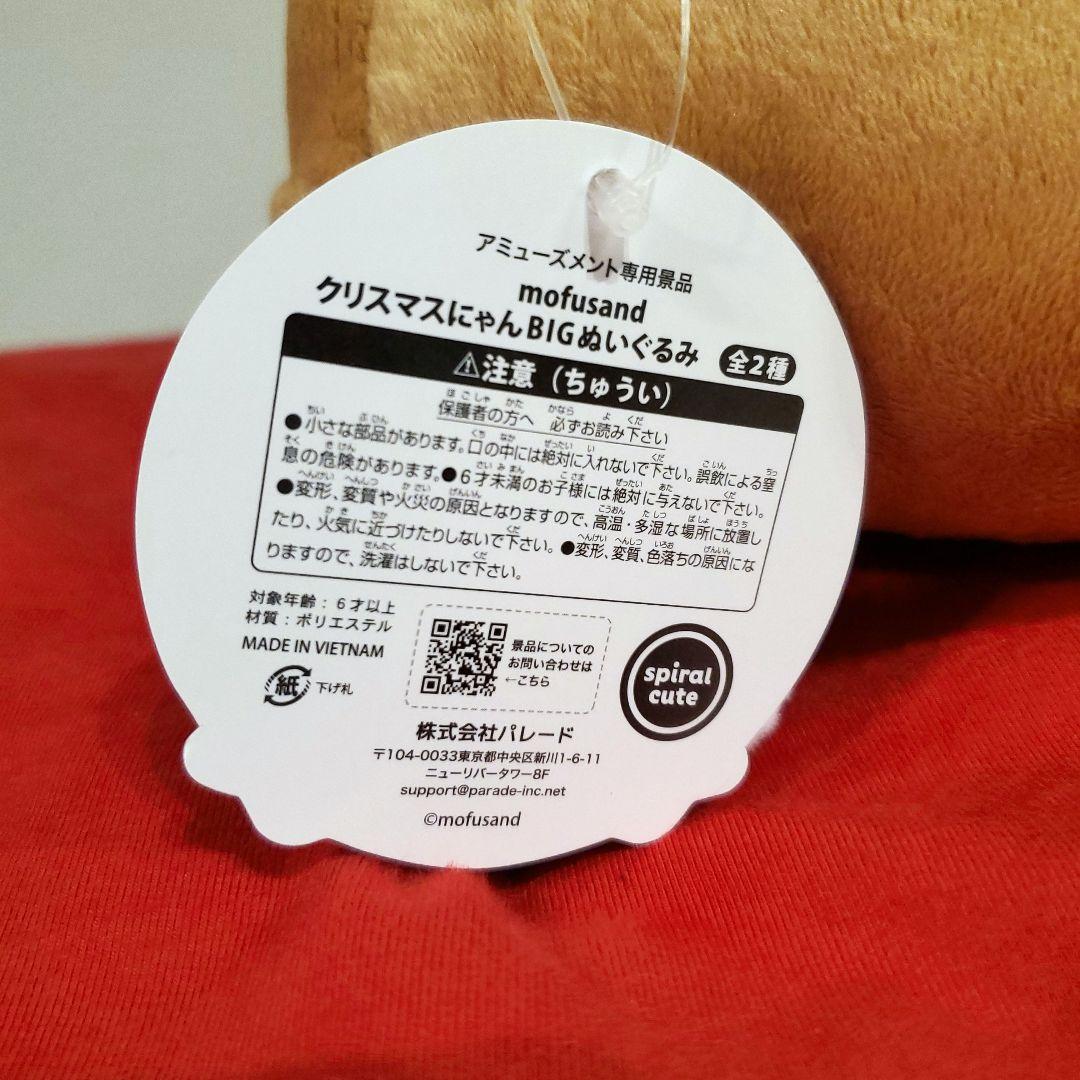 アミューズメント専用景品
mofusand
クリスマスにゃんBIGぬいぐるみ 全2種
⚠注意（ちゅうい）
保護者の方へ 必ずお読み下さい
●小さな部品があります。口の中には絶対に入れないで下さい。誤飲による窒
息の危険があります。●6才未満のお子様には絶対に与えないで下さい。
●変形、変質や火災の原因となりますので、高温・多湿な場所に放置し
たり、火気に近づけたりしないで下さい。●変形、変質、色落ちの原因にな
りますので、洗濯はしないで下さい。
対象年齢：6才以上
材質：ポリエステル
MADE IN VIETNAM
紙 下げ札
景品についての
お問い合わせは
←こちら
spiral
cute
株式会社パレード
〒104-0033東京都中央区新川1-6-11
ニューリバータワー8F
support@parade-inc.net
©mofusand